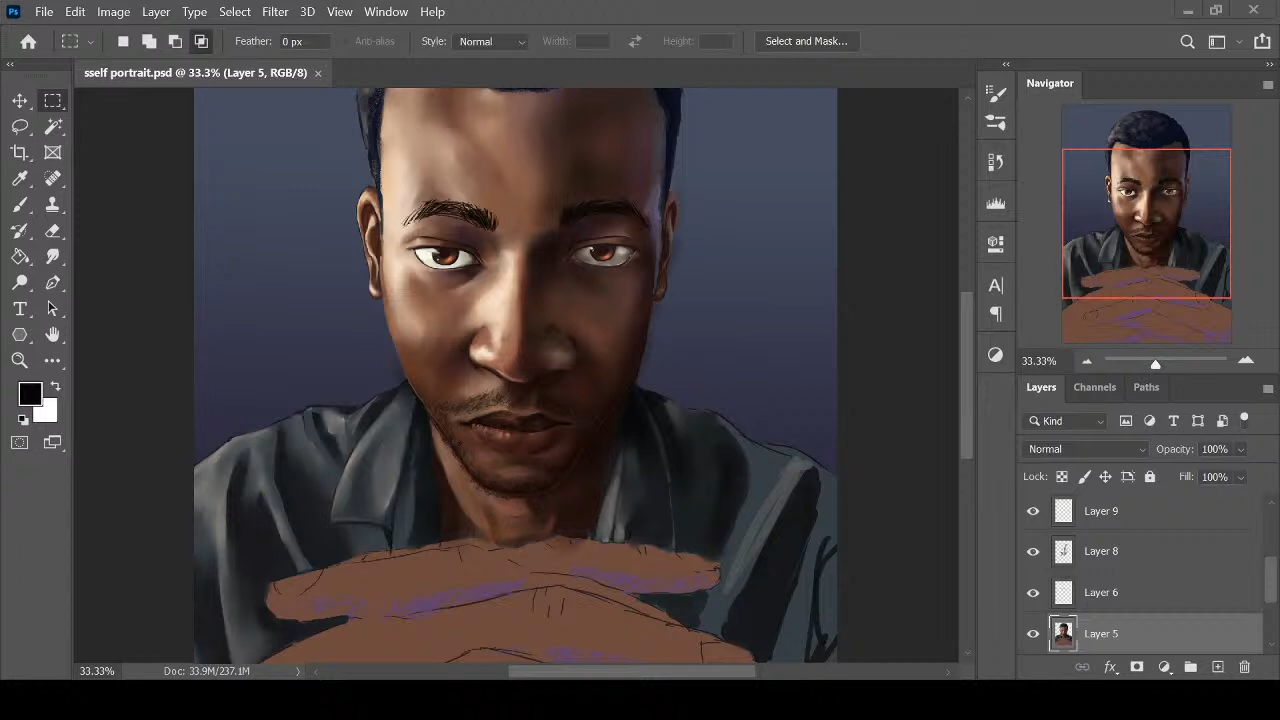 Ps File Edit Image Layer Type Select Filter 3D View Window Help
Feather: 0 px Anti-alias Style: Normal Width: Height: Select and Mask...
sself portrait.psd @ 33.3% (Layer 5, RGB/8)
Navigator
33.33%
Layers Channels Paths
Kind
Normal Opacity: 100%
Lock: Fill: 100%
Layer 9
Layer 8
Layer 6
Layer 5
33.33% Doc: 33.9M/237.1M